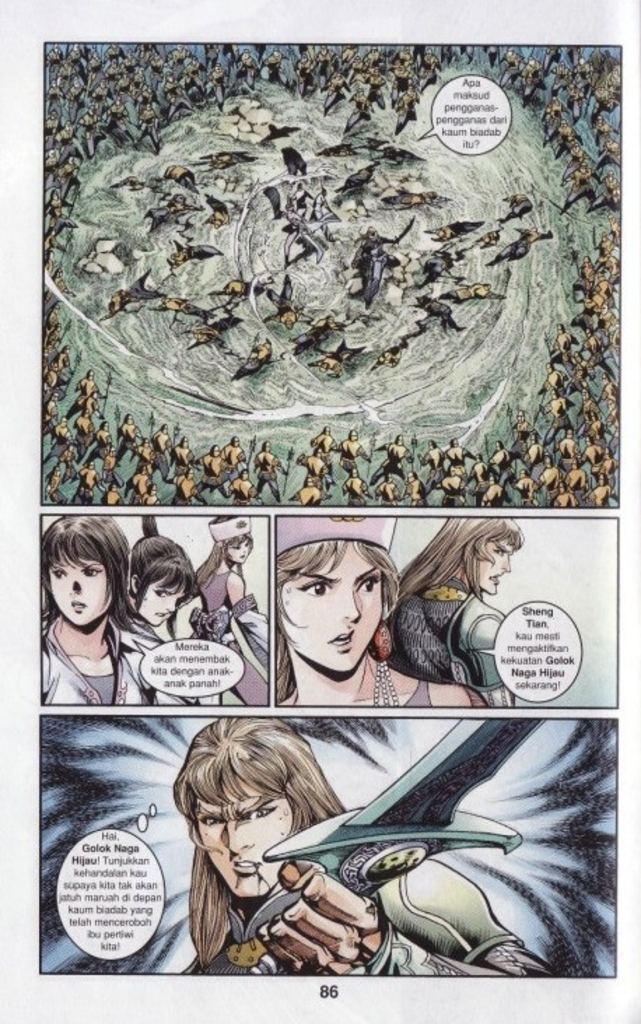 Apa
maksud
pengganas-
pengganas dari
kaum biadab
itu?
Mereka
akan menembak
kita dengan anak-
anak panah!
Sheng
Tian,
kau mesti
mengaktifkan
kekuatan Golok
Naga Hijau
sekarang!
Hai,
Golok Naga
Hijau! Tunjukkan
kehandalan kau
supaya kita tak akan
jatuh maruah di depan
kaum biadab yang
telah menceroboh
ibu pertiwi
kita!
86